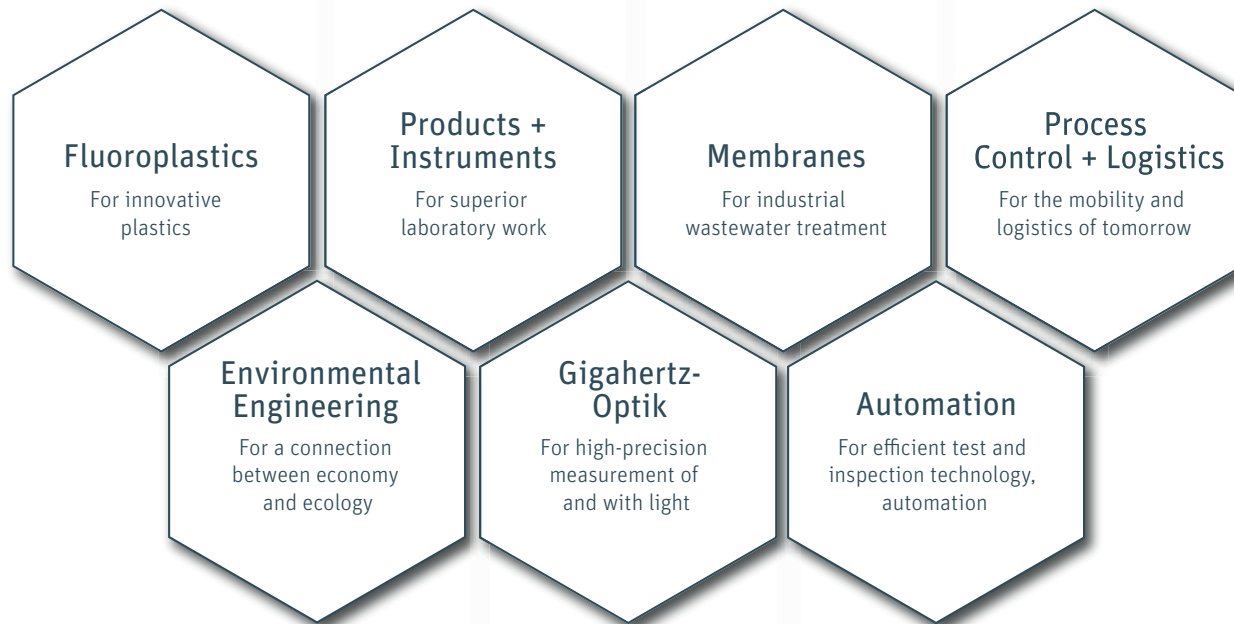 Fluoroplastics
For innovative
plastics
Products +
Instruments
For superior
laboratory work
Membranes
For industrial
wastewater treatment
Process
Control + Logistics
For the mobility and
logistics of tomorrow
Environmental
Engineering
For a connection
between economy
and ecology
Gigahertz-
Optik
For high-precision
measurement of
and with light
Automation
For efficient test and
inspection technology,
automation